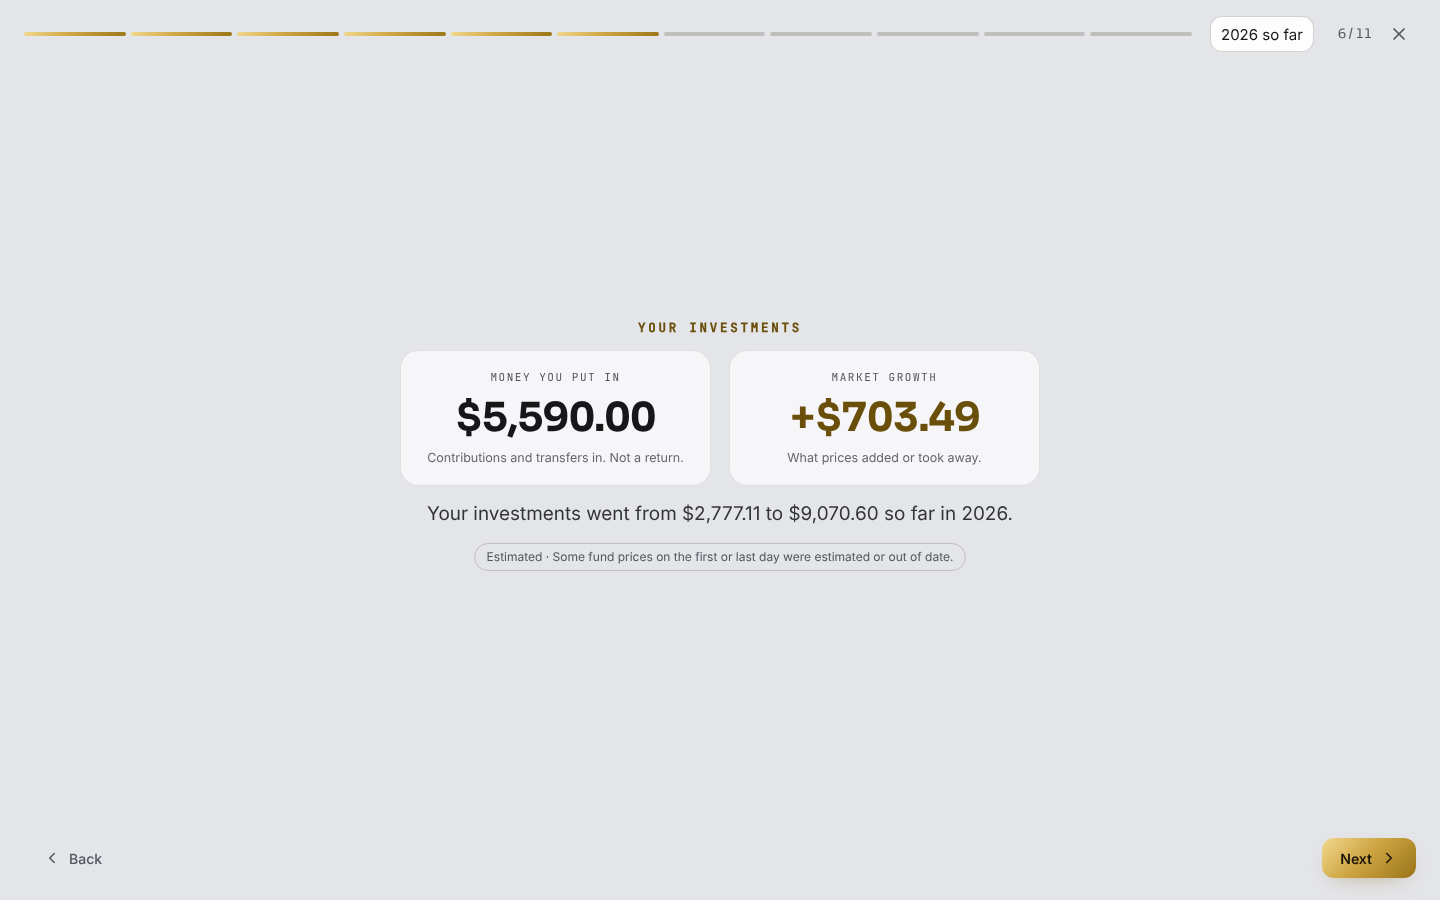 2026 so far
6/11
YOUR INVESTMENTS
MONEY YOU PUT IN
$5,590.00
Contributions and transfers in. Not a return.
MARKET GROWTH
+$703.49
What prices added or took away.
Your investments went from $2,777.11 to $9,070.60 so far in 2026.
Estimated · Some fund prices on the first or last day were estimated or out of date.
Back
Next